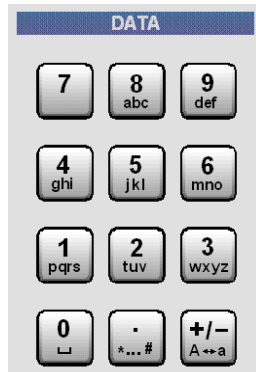 DATA
7 8 9
abc def
4 5 6
ghi jkl mno
1 2 3
pqrs tuv wxyz
0 . +/−
␣ *...# A↔a